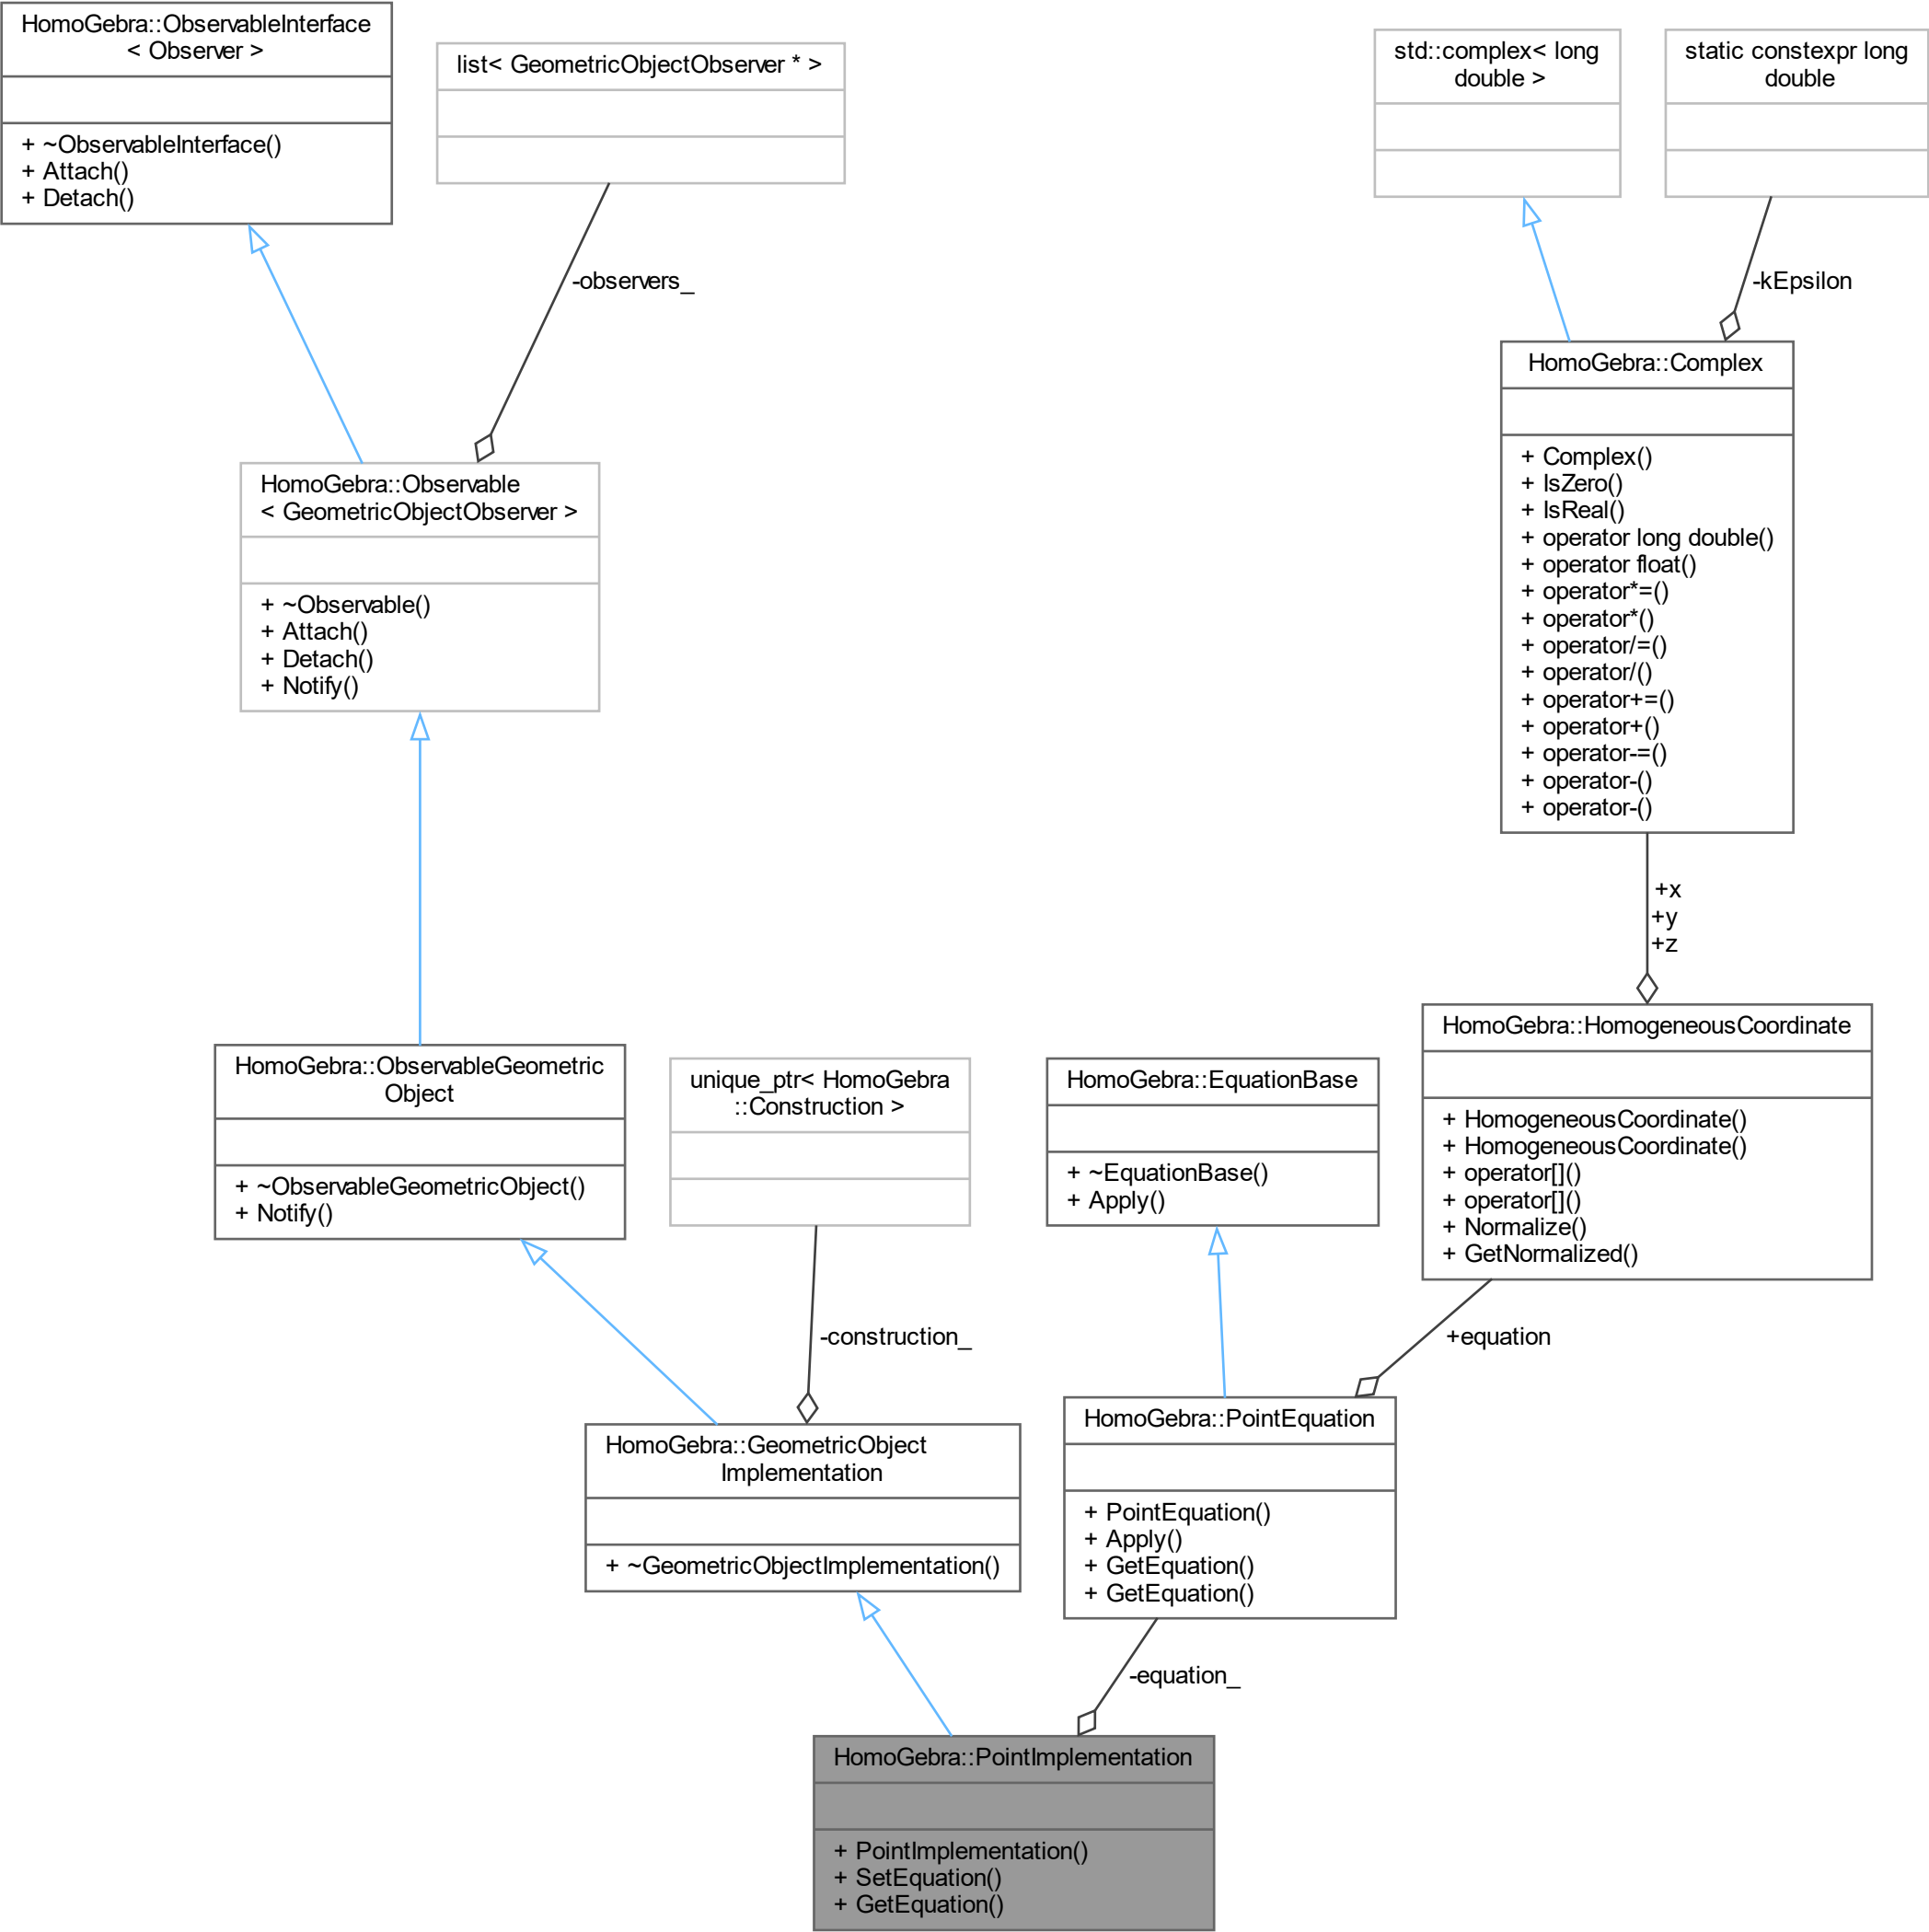 HomoGebra::ObservableInterface
< Observer >
+ ~ObservableInterface()
+ Attach()
+ Detach()
list< GeometricObjectObserver * >
std::complex< long
double >
static constexpr long
double
-observers_
-kEpsilon
HomoGebra::Complex
+ Complex()
+ IsZero()
+ IsReal()
+ operator long double()
+ operator float()
+ operator*=()
+ operator*()
+ operator/=()
+ operator/()
+ operator+=()
+ operator+()
+ operator-=()
+ operator-()
+ operator-()
HomoGebra::Observable
< GeometricObjectObserver >
+ ~Observable()
+ Attach()
+ Detach()
+ Notify()
+x
+y
+z
HomoGebra::HomogeneousCoordinate
+ HomogeneousCoordinate()
+ HomogeneousCoordinate()
+ operator[]()
+ operator[]()
+ Normalize()
+ GetNormalized()
HomoGebra::ObservableGeometric
Object
+ ~ObservableGeometricObject()
+ Notify()
unique_ptr< HomoGebra
::Construction >
HomoGebra::EquationBase
+ ~EquationBase()
+ Apply()
-construction_
+equation
HomoGebra::GeometricObject
Implementation
+ ~GeometricObjectImplementation()
HomoGebra::PointEquation
+ PointEquation()
+ Apply()
+ GetEquation()
+ GetEquation()
-equation_
HomoGebra::PointImplementation
+ PointImplementation()
+ SetEquation()
+ GetEquation()